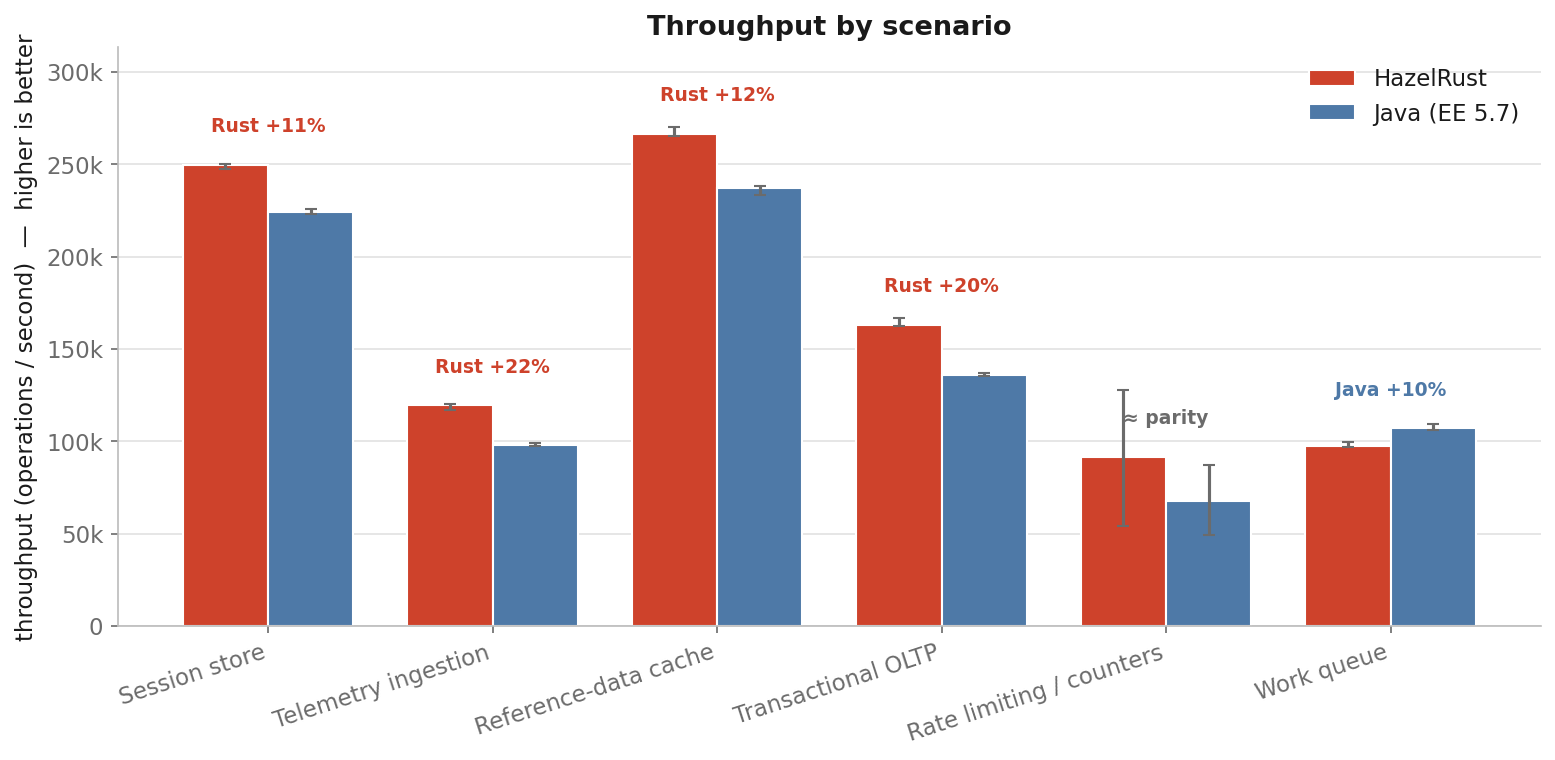 Throughput by scenario
throughput (operations / second) — higher is better
300k
250k
200k
150k
100k
50k
0
HazelRust
Java (EE 5.7)
Rust +11%
Rust +22%
Rust +12%
Rust +20%
≈ parity
Java +10%
Session store
Telemetry ingestion
Reference-data cache
Transactional OLTP
Rate limiting / counters
Work queue